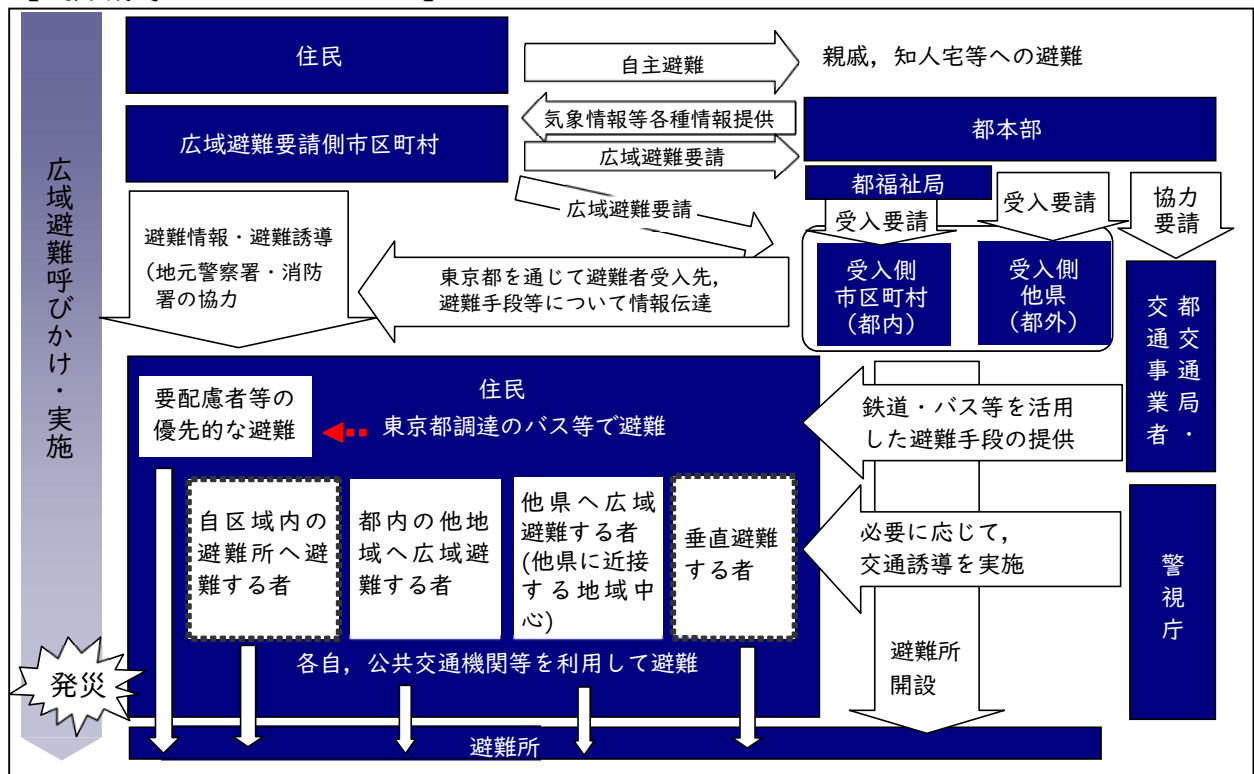 住民
自主避難
親戚，知人宅等への避難
広域避難要請側市区町村
気象情報等各種情報提供
広域避難要請
都本部
都福祉局
広域避難要請
受入要請
受入要請
協力
要請
広域避難呼びかけ・実施
避難情報・避難誘導
(地元警察署・消防
署の協力
東京都を通じて避難者受入先，
避難手段等について情報伝達
受入側
市区町村
（都内）
受入側
他県
（都外）
都交通局・
交通事業者
住民
要配慮者等の
優先的な避難
東京都調達のバス等で避難
鉄道・バス等を活用
した避難手段の提供
自区域内の
避難所へ避
難する者
都内の他地
域へ広域避
難する者
他県へ広域
避難する者
(他県に近接
する地域中
心)
垂直避難
する者
必要に応じて，
交通誘導を実施
警視庁
各自，公共交通機関等を利用して避難
避難所
開設
発災
避難所